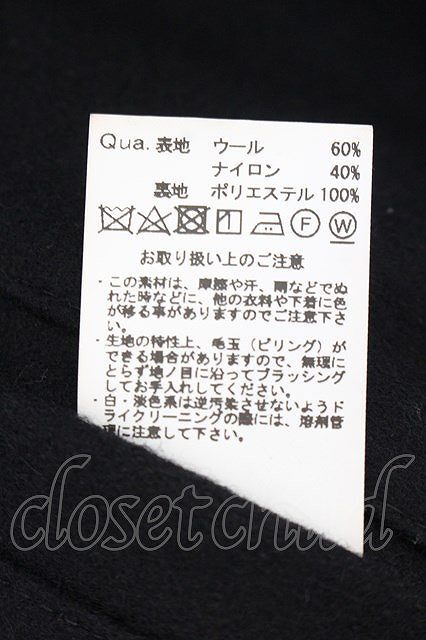 Qua. 表地 ウール 60%
ナイロン 40%
裏地 ポリエステル 100%
F W
お取り扱い上のご注意
・この素材は、摩擦や汗、雨などでぬ
れた時などに、他の衣料や下着に色
が移る事がありますのでご注意下さ
い。
・生地の特性上、毛玉（ピリング）が
できる場合がありますので、無理に
とらず地ノ目に沿ってブラッシング
してお手入れしてください。
・白・淡色系は逆汚染させないようド
ライクリーニングの際には、溶剤管
理に注意して下さい。
closetchild